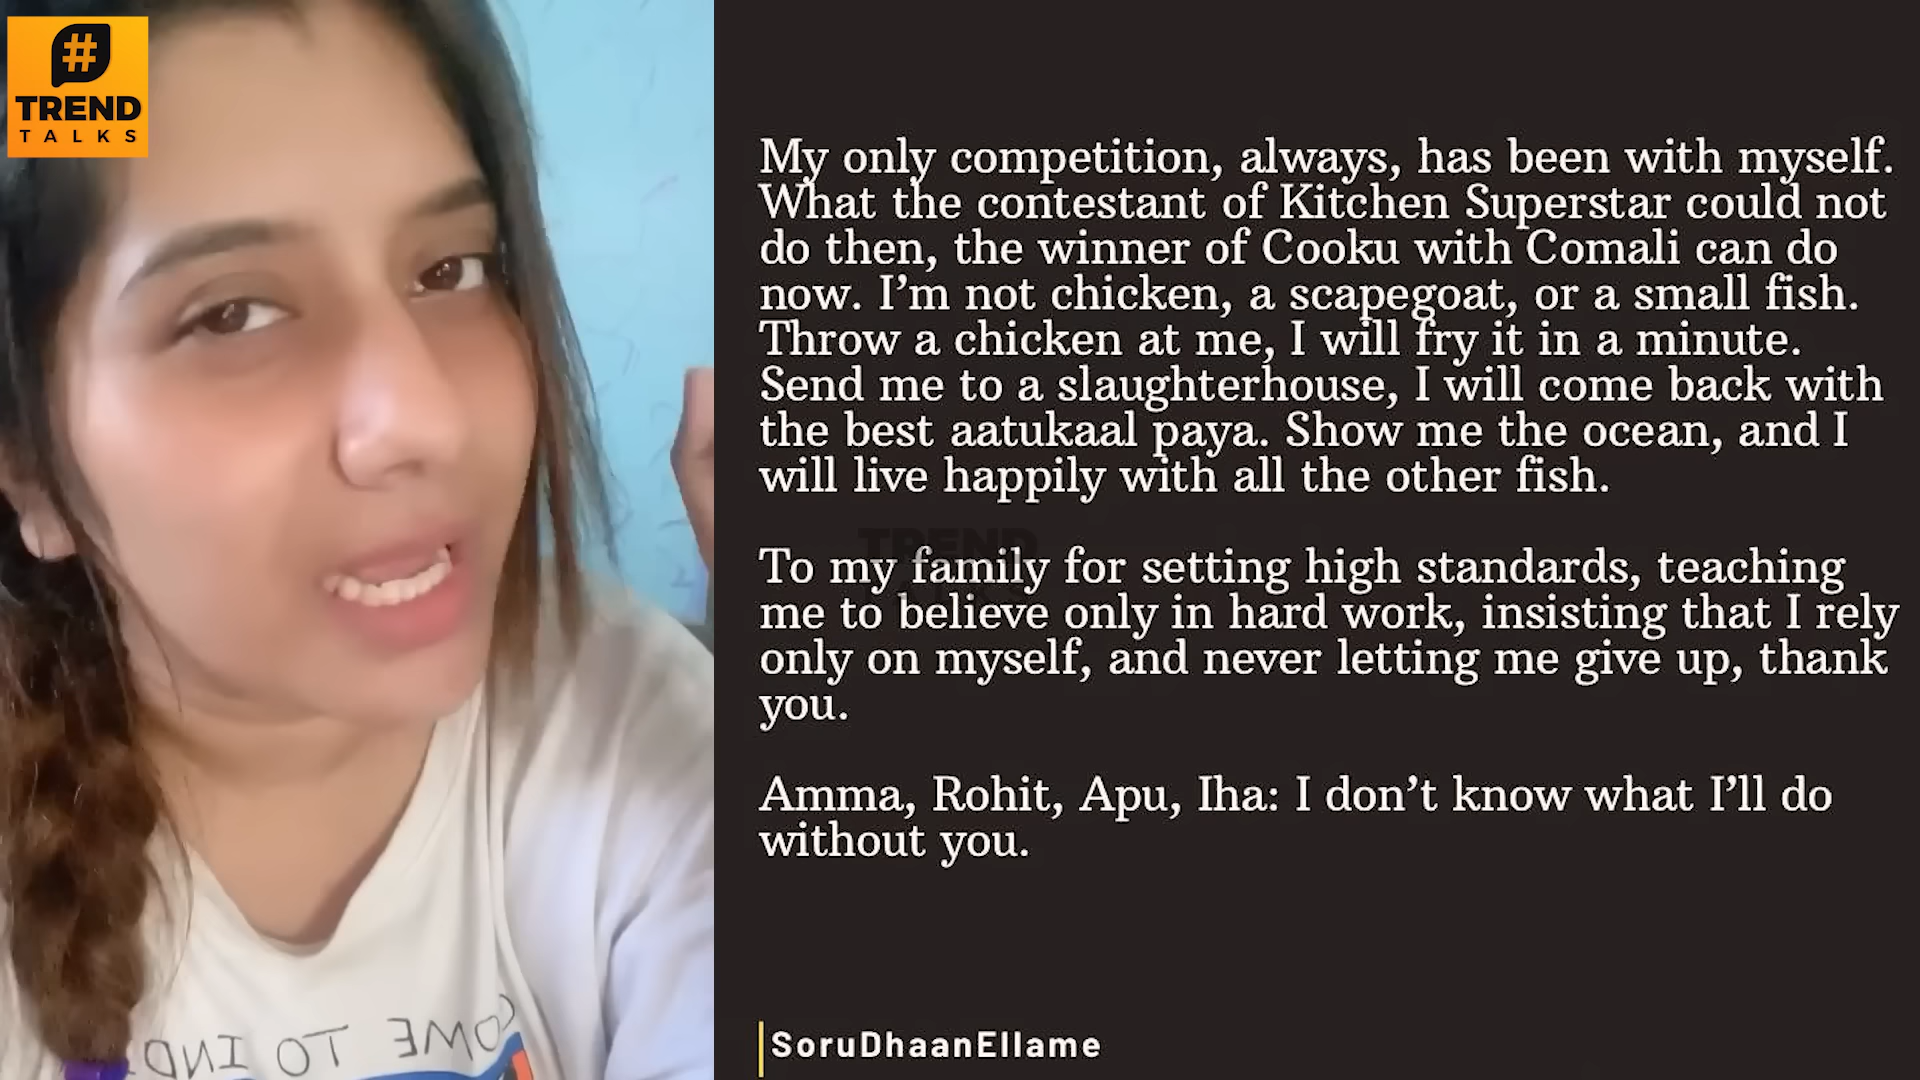 #
TREND
TALKS
My only competition, always, has been with myself.
What the contestant of Kitchen Superstar could not
do then, the winner of Cooku with Comali can do
now. I’m not chicken, a scapegoat, or a small fish.
Throw a chicken at me, I will fry it in a minute.
Send me to a slaughterhouse, I will come back with
the best aatukaal paya. Show me the ocean, and I
will live happily with all the other fish.
TREND
TALKS
To my family for setting high standards, teaching
me to believe only in hard work, insisting that I rely
only on myself, and never letting me give up, thank
you.
Amma, Rohit, Apu, Iha: I don’t know what I’ll do
without you.
COME TO IND
SoruDhaanEllame